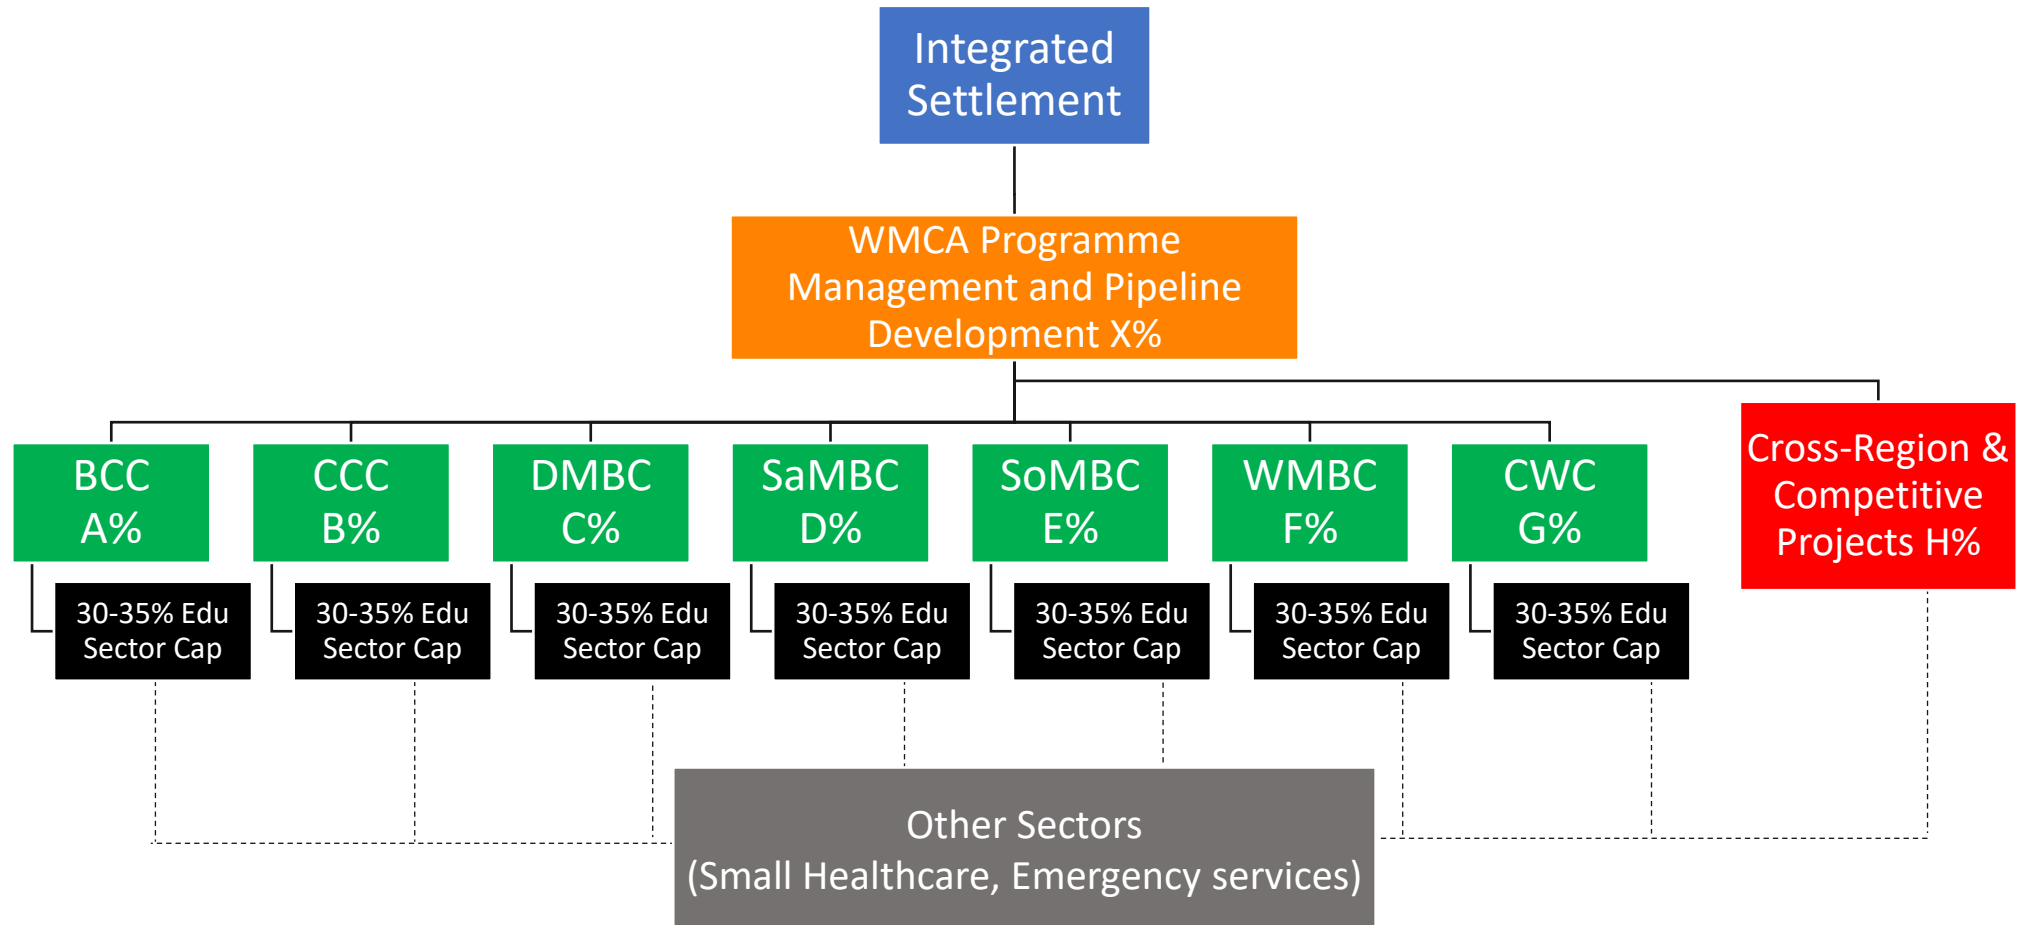 Integrated
Settlement
WMCA Programme
Management and Pipeline
Development X%
BCC
A%
CCC
B%
DMBC
C%
SaMBC
D%
SoMBC
E%
WMBC
F%
CWC
G%
Cross-Region &
Competitive
Projects H%
30-35% Edu
Sector Cap
30-35% Edu
Sector Cap
30-35% Edu
Sector Cap
30-35% Edu
Sector Cap
30-35% Edu
Sector Cap
30-35% Edu
Sector Cap
30-35% Edu
Sector Cap
Other Sectors
(Small Healthcare, Emergency services)